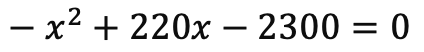 − x² + 220x − 2300 = 0